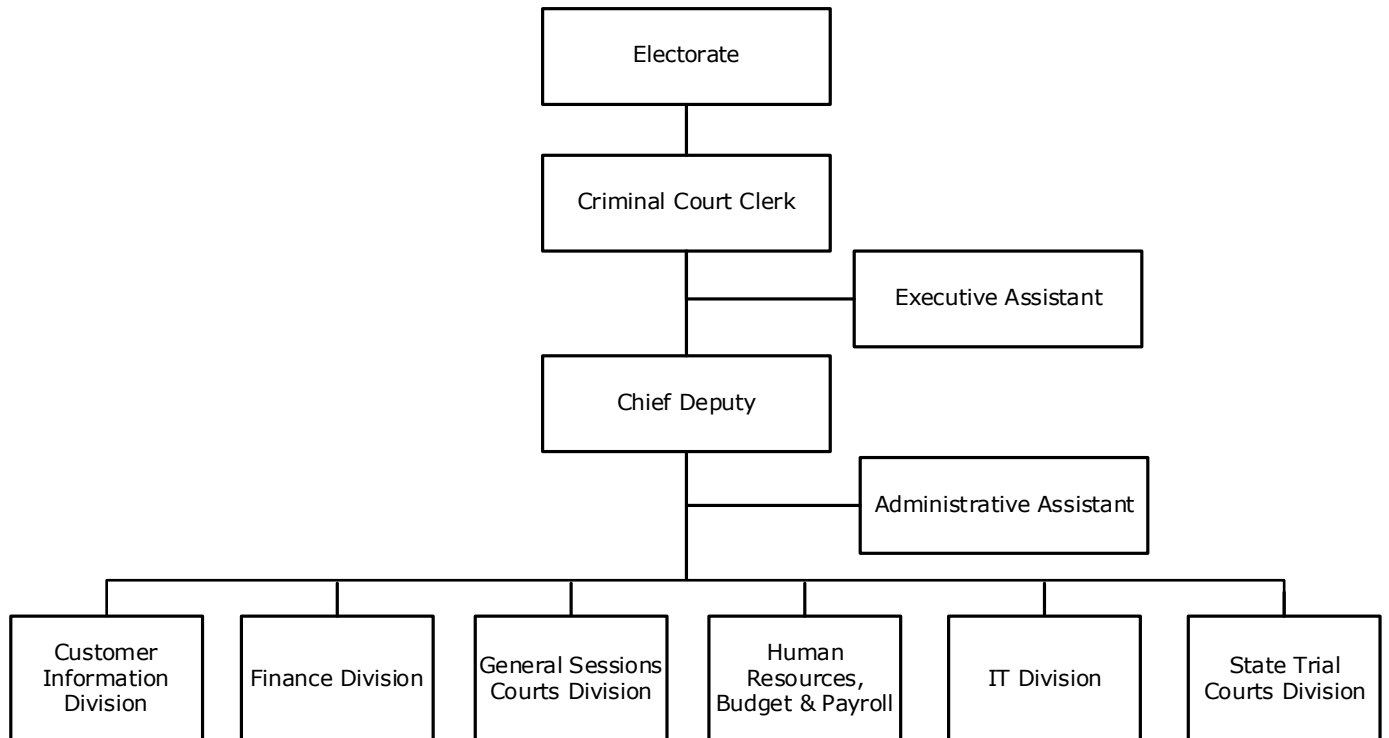 Electorate
Criminal Court Clerk
Executive Assistant
Chief Deputy
Administrative Assistant
Customer
Information
Division
Finance Division
General Sessions
Courts Division
Human
Resources,
Budget & Payroll
IT Division
State Trial
Courts Division